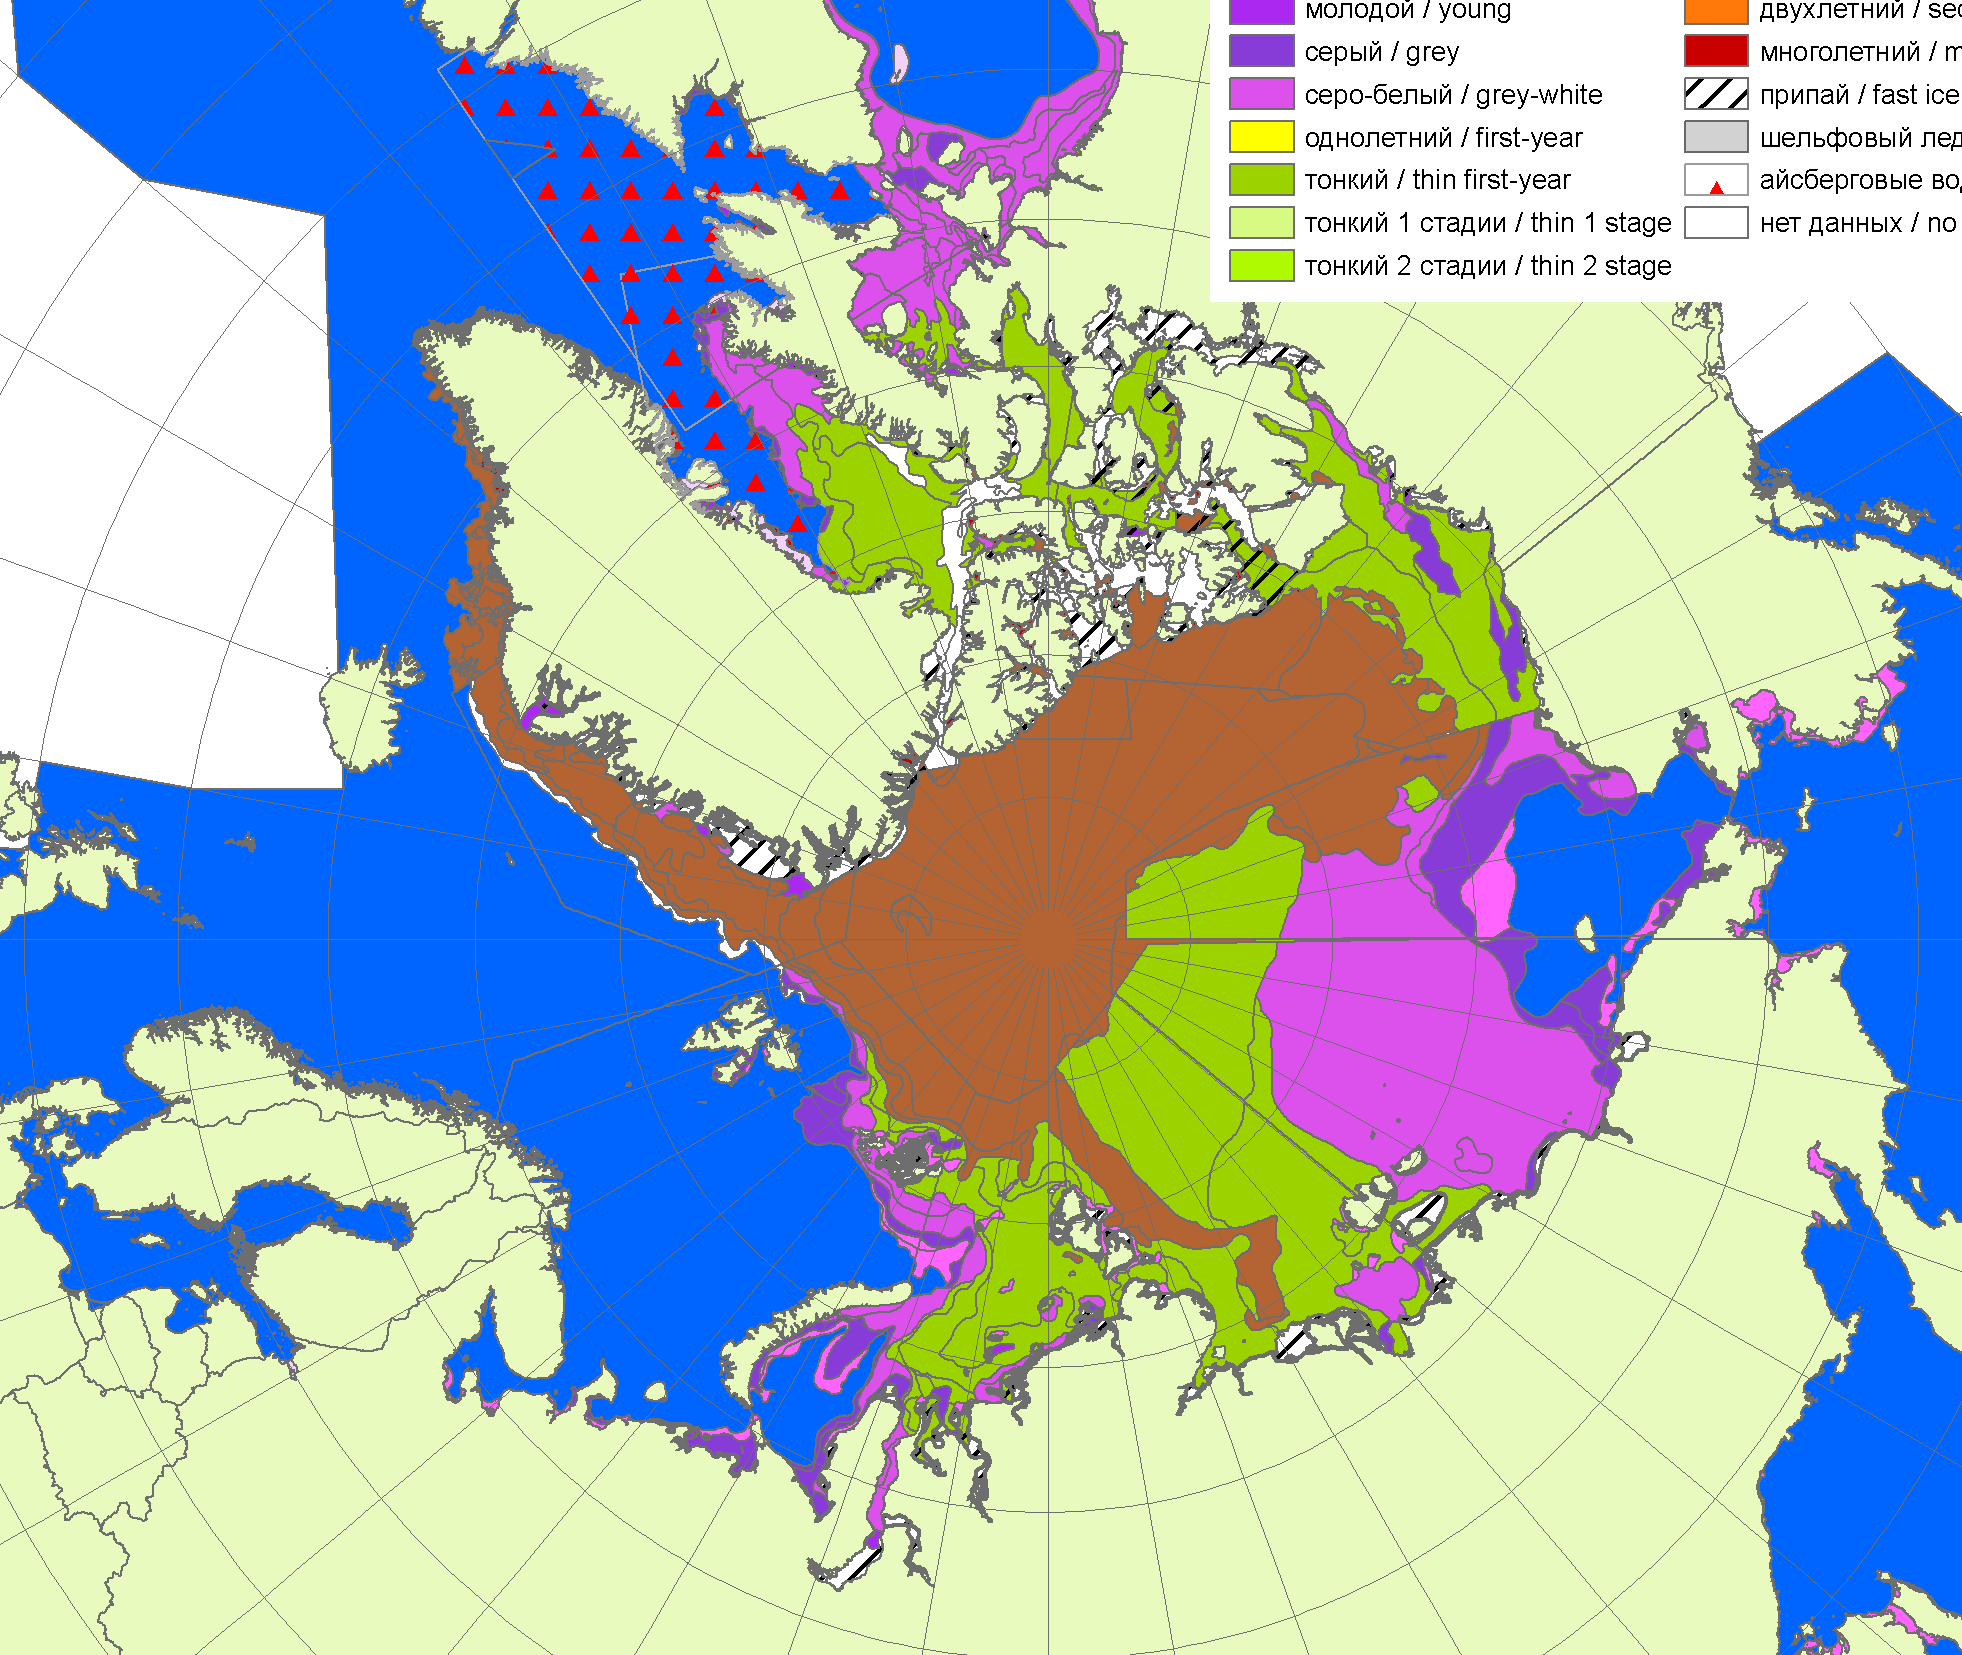 молодой / young
серый / grey
серо-белый / grey-white
однолетний / first-year
тонкий / thin first-year
тонкий 1 стадии / thin 1 stage
тонкий 2 стадии / thin 2 stage
двухлетний / sec
многолетний / m
припай / fast ice
шельфовый лед
айсберговые во
нет данных / no